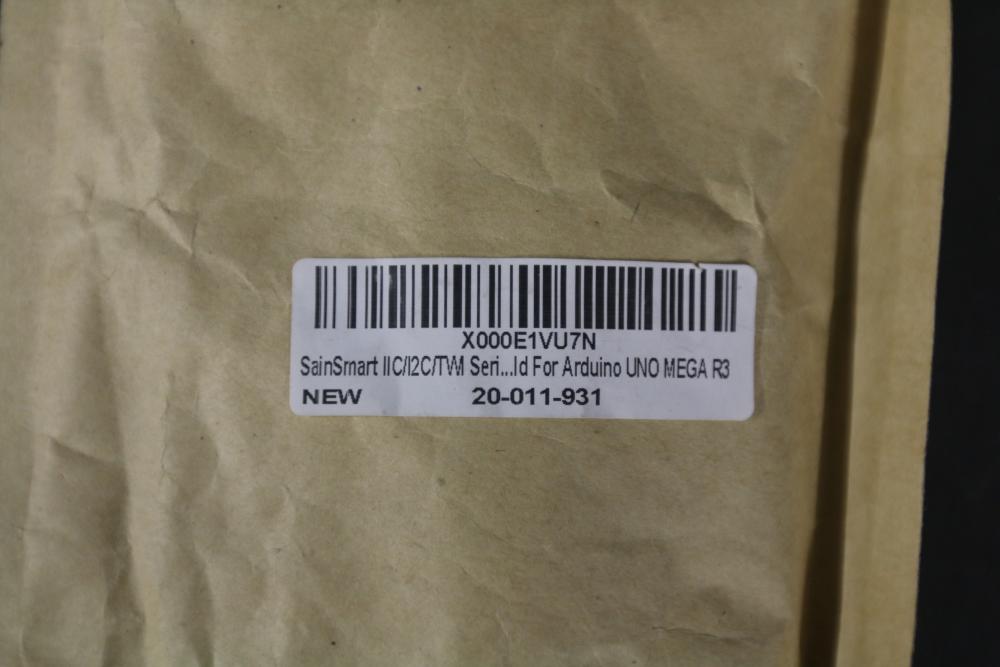 X000E1VU7N
SainSmart IIC/I2C/TWI Seri...ld For Arduino UNO MEGA R3
NEW 20-011-931